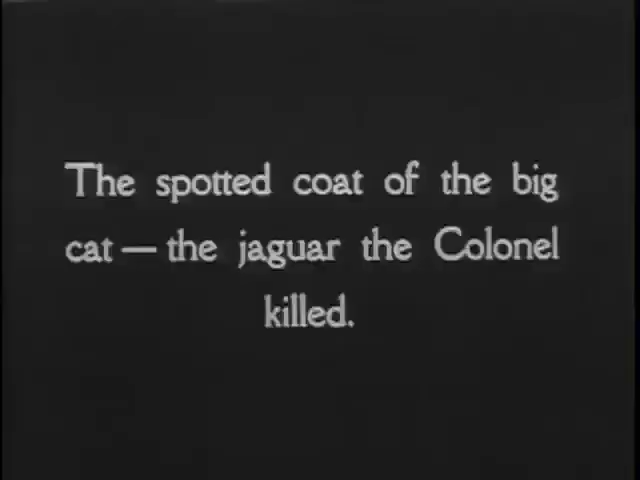 The spotted coat of the big
cat — the jaguar the Colonel
killed.